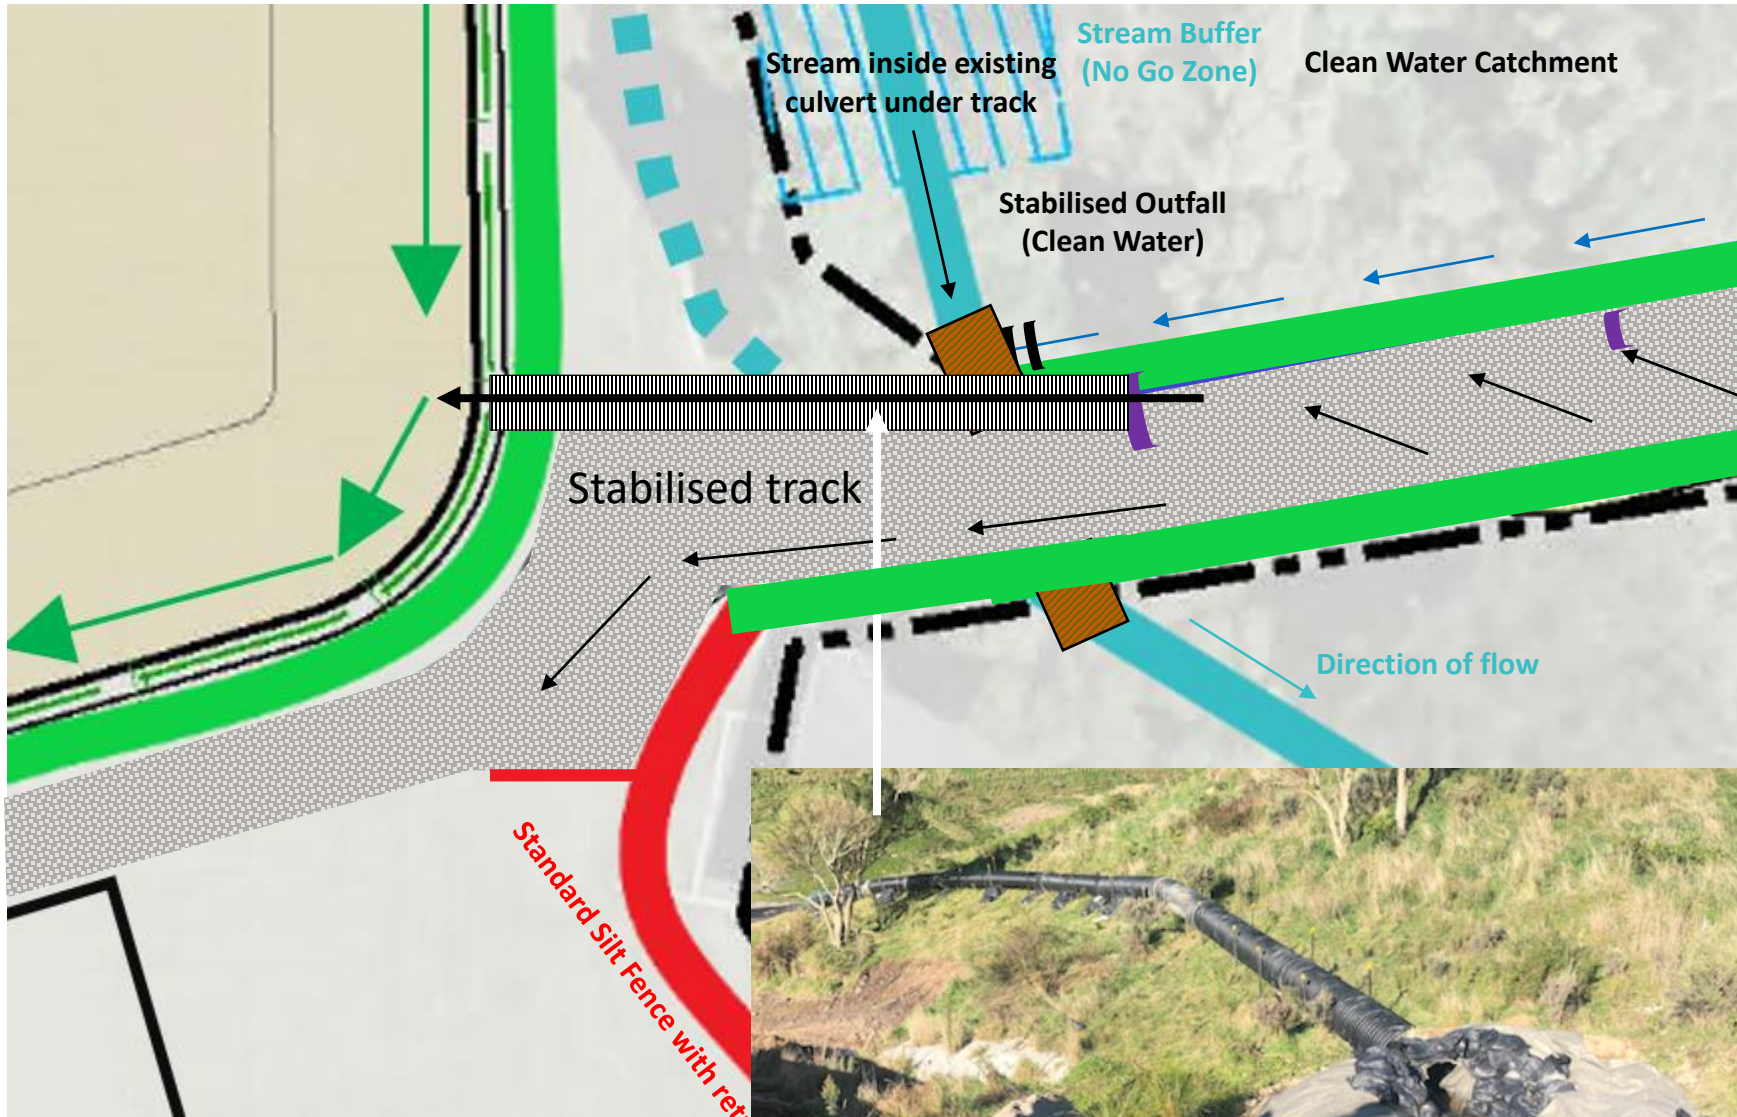 Stream Buffer
(No Go Zone)
Clean Water Catchment
Stream inside existing
culvert under track
Stabilised Outfall
(Clean Water)
Stabilised track
Direction of flow
Standard Silt Fence with